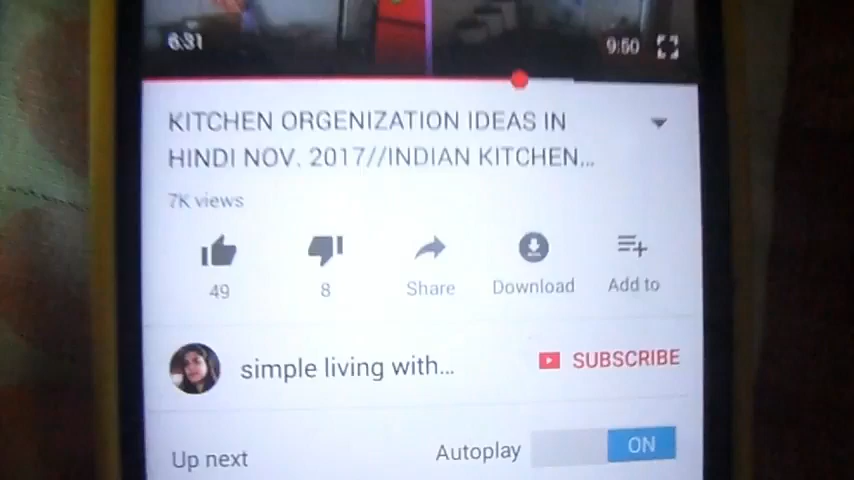 6:31 9:50
KITCHEN ORGENIZATION IDEAS IN
HINDI NOV. 2017//INDIAN KITCHEN...
7K views
49 8 Share Download Add to
simple living with... SUBSCRIBE
Up next Autoplay ON